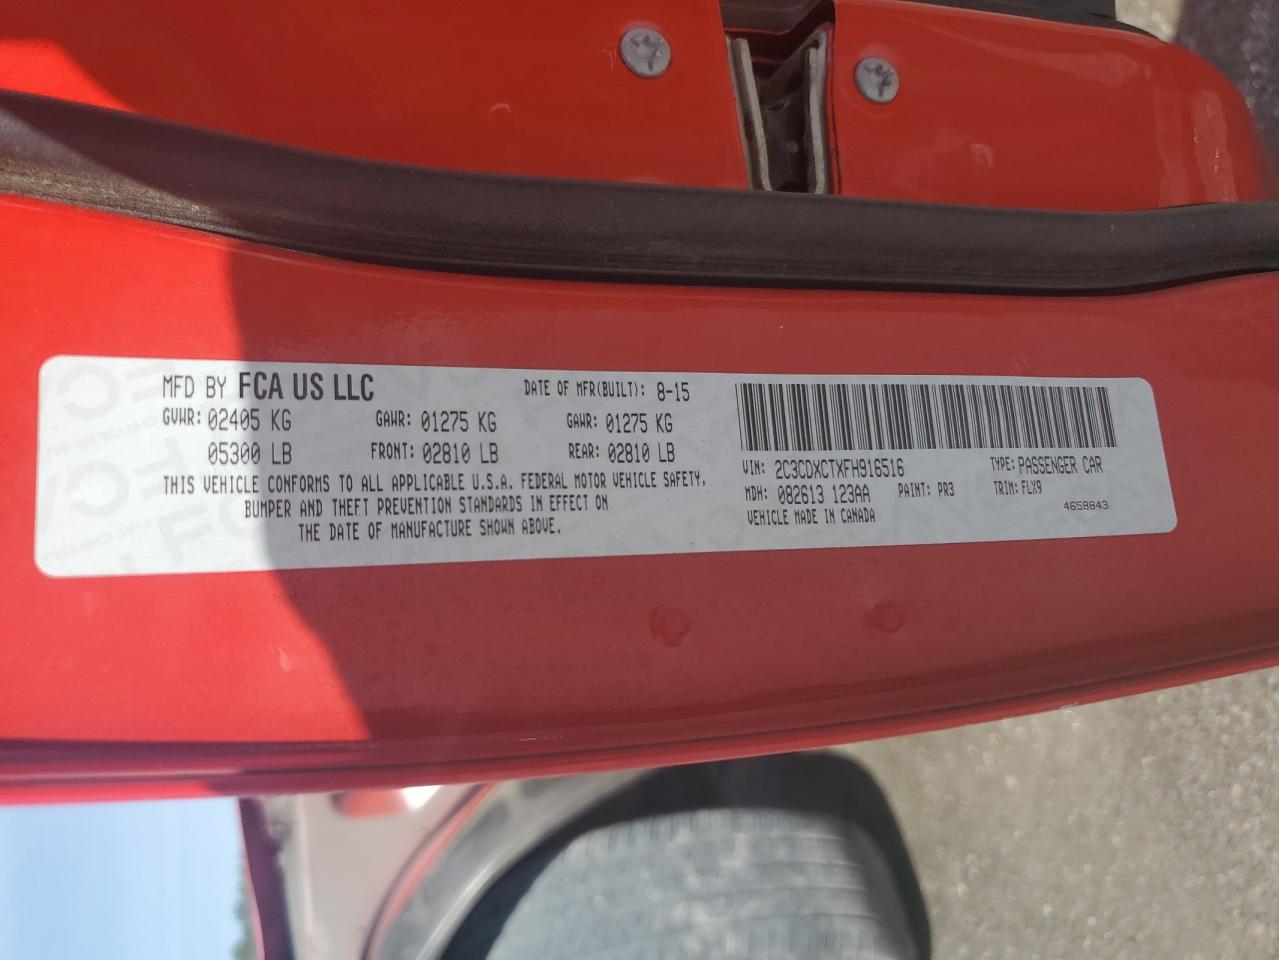 MFD BY FCA US LLC DATE OF MFR(BUILT): 8-15
GVWR: 02405 KG GAWR: 01275 KG GAWR: 01275 KG
05300 LB FRONT: 02810 LB REAR: 02810 LB
THIS VEHICLE CONFORMS TO ALL APPLICABLE U.S.A. FEDERAL MOTOR VEHICLE SAFETY,
BUMPER AND THEFT PREVENTION STANDARDS IN EFFECT ON
THE DATE OF MANUFACTURE SHOWN ABOVE.
VIN: 2C3CDXCTXFH916516 TYPE: PASSENGER CAR
MDH: 082613 123AA PAINT: PR3 TRIM: FLX9
VEHICLE MADE IN CANADA 4658843